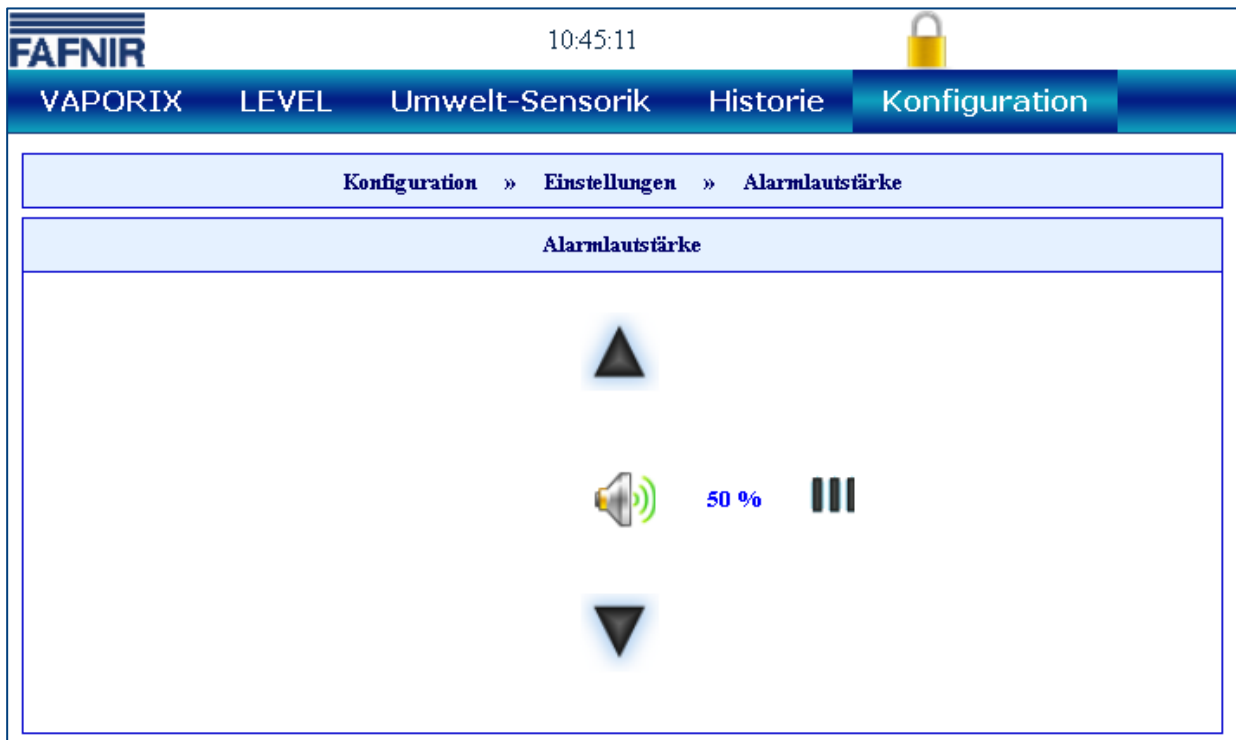 FAFNIR 10:45:11
VAPORIX LEVEL Umwelt-Sensorik Historie Konfiguration
Konfiguration » Einstellungen » Alarmlautstärke
Alarmlautstärke
50 %